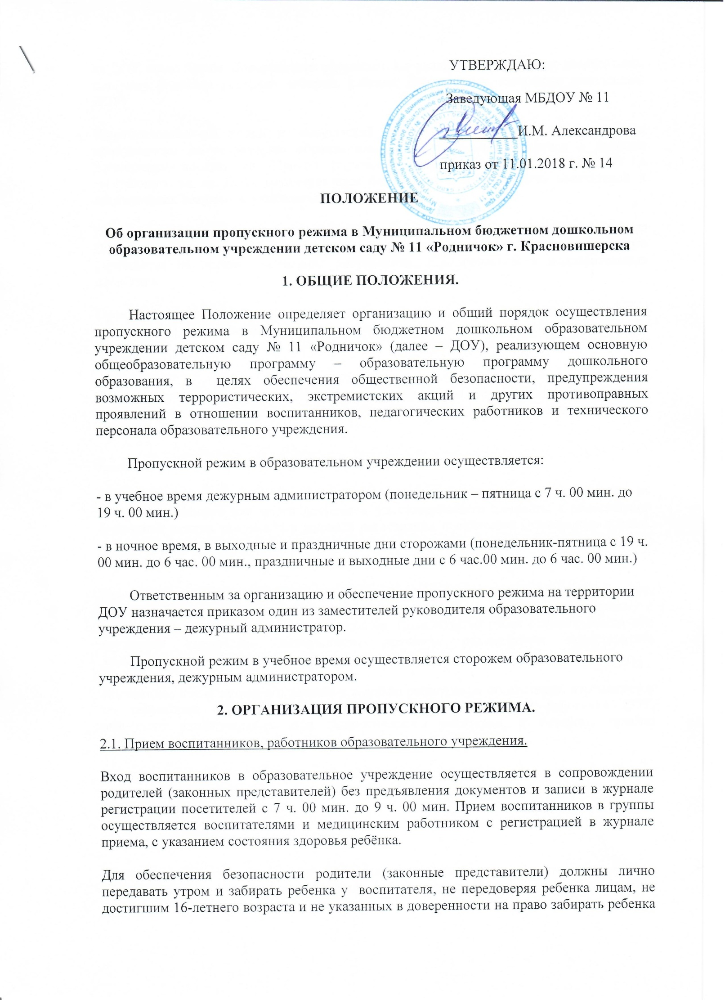 УТВЕРЖДАЮ:
Заведующая МБДОУ № 11
И.М. Александрова
приказ от 11.01.2018 г. № 14
ПОЛОЖЕНИЕ
Об организации пропускного режима в Муниципальном бюджетном дошкольном
образовательном учреждении детском саду № 11 «Родничок» г. Красновишерска
1. ОБЩИЕ ПОЛОЖЕНИЯ.
Настоящее Положение определяет организацию и общий порядок осуществления
пропускного режима в Муниципальном бюджетном дошкольном образовательном
учреждении детском саду № 11 «Родничок» (далее – ДОУ), реализующем основную
общеобразовательную программу – образовательную программу дошкольного
образования, в целях обеспечения общественной безопасности, предупреждения
возможных террористических, экстремистских акций и других противоправных
проявлений в отношении воспитанников, педагогических работников и технического
персонала образовательного учреждения.
Пропускной режим в образовательном учреждении осуществляется:
- в учебное время дежурным администратором (понедельник – пятница с 7 ч. 00 мин. до
19 ч. 00 мин.)
- в ночное время, в выходные и праздничные дни сторожами (понедельник-пятница с 19 ч.
00 мин. до 6 час. 00 мин., праздничные и выходные дни с 6 час.00 мин. до 6 час. 00 мин.)
Ответственным за организацию и обеспечение пропускного режима на территории
ДОУ назначается приказом один из заместителей руководителя образовательного
учреждения – дежурный администратор.
Пропускной режим в учебное время осуществляется сторожем образовательного
учреждения, дежурным администратором.
2. ОРГАНИЗАЦИЯ ПРОПУСКНОГО РЕЖИМА.
2.1. Прием воспитанников, работников образовательного учреждения.
Вход воспитанников в образовательное учреждение осуществляется в сопровождении
родителей (законных представителей) без предъявления документов и записи в журнале
регистрации посетителей с 7 ч. 00 мин. до 9 ч. 00 мин. Прием воспитанников в группы
осуществляется воспитателями и медицинским работником с регистрацией в журнале
приема, с указанием состояния здоровья ребёнка.
Для обеспечения безопасности родители (законные представители) должны лично
передавать утром и забирать ребенка у воспитателя, не передоверяя ребенка лицам, не
достигшим 16-летнего возраста и не указанных в доверенности на право забирать ребенка